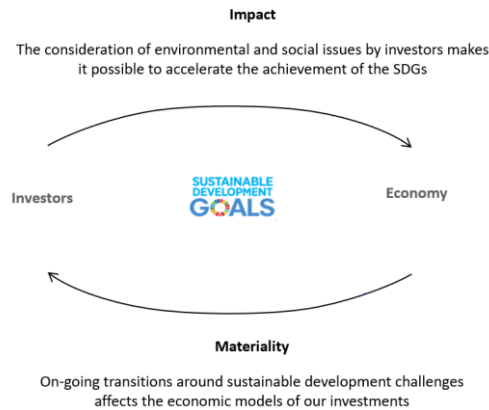 Impact
The consideration of environmental and social issues by investors makes
it possible to accelerate the achievement of the SDGs
Investors
SUSTAINABLE
DEVELOPMENT
GOALS
Economy
Materiality
On-going transitions around sustainable development challenges
affects the economic models of our investments